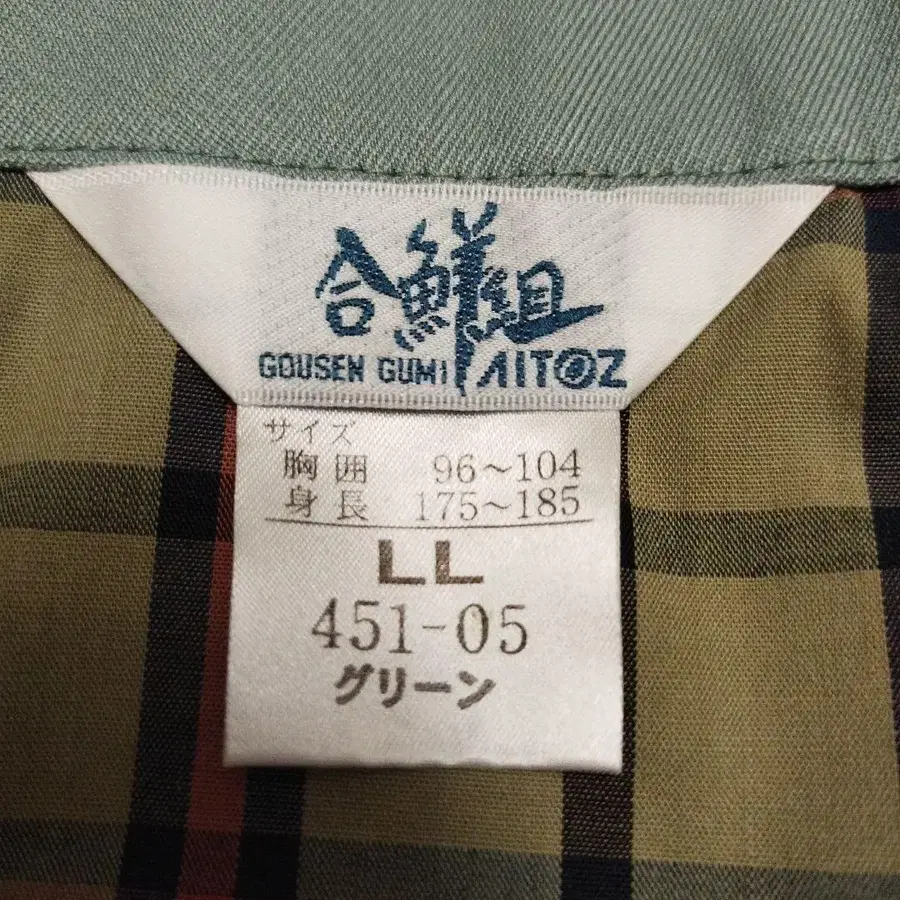 合鮮組
GOUSEN GUMI AITOZ
サイズ
胸囲 96～104
身長 175～185
LL
451-05
グリーン